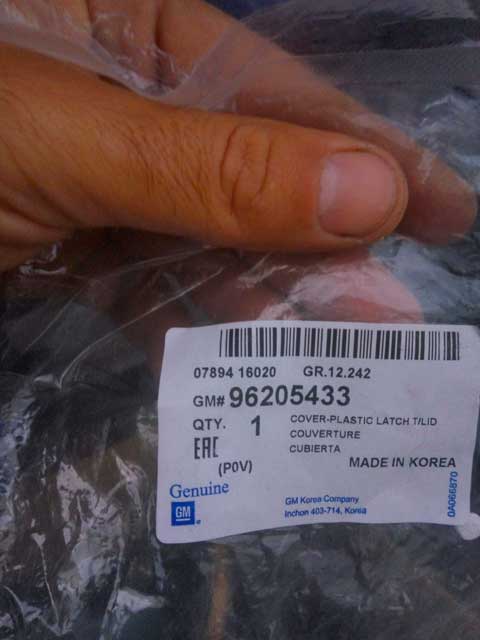 07894 16020 GR.12.242
GM# 96205433
QTY. 1 COVER-PLASTIC LATCH T/LID
COUVERTURE
EAC CUBIERTA
(P0V) MADE IN KOREA
Genuine
GM
GM Korea Company
Inchon 403-714, Korea
0A066870